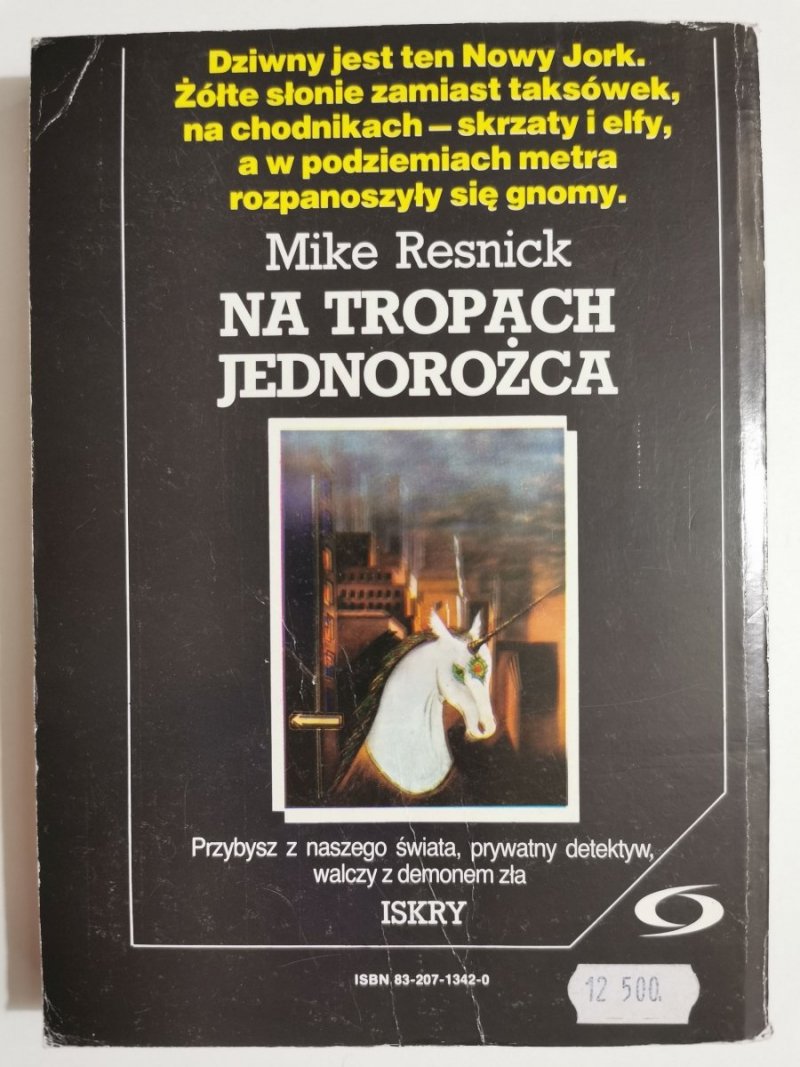 Dziwny jest ten Nowy Jork.
Żółte słonie zamiast taksówek,
na chodnikach – skrzaty i elfy,
a w podziemiach metra
rozpanoszyły się gnomy.
Mike Resnick
NA TROPACH
JEDNOROŻCA
Przybysz z naszego świata, prywatny detektyw,
walczy z demonem zła
ISKRY
ISBN 83-207-1342-0
12 500.